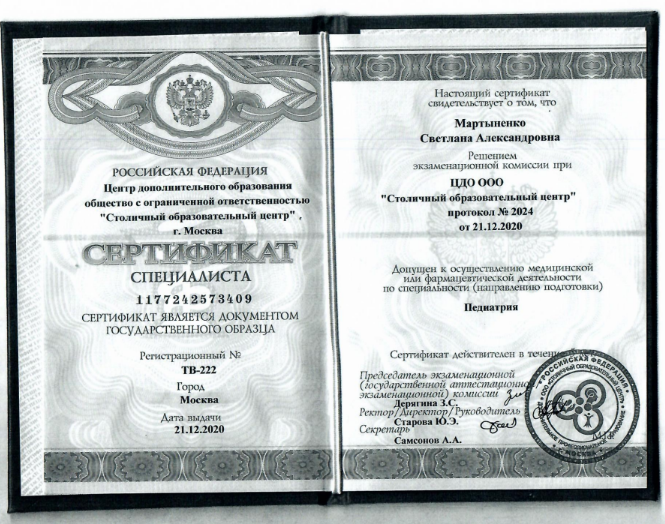 РОССИЙСКАЯ ФЕДЕРАЦИЯ
Центр дополнительного образования
общество с ограниченной ответственностью
"Столичный образовательный центр" ,
г. Москва
СЕРТИФИКАТ
СПЕЦИАЛИСТА
1177242573409
СЕРТИФИКАТ ЯВЛЯЕТСЯ ДОКУМЕНТОМ
ГОСУДАРСТВЕННОГО ОБРАЗЦА
Регистрационный №
ТВ-222
Город
Москва
Дата выдачи
21.12.2020
Настоящий сертификат
свидетельствует о том, что
Мартыненко
Светлана Александровна
Решением
экзаменационной комиссии при
ЦДО ООО
"Столичный образовательный центр"
протокол № 2024
от 21.12.2020
Допущен к осуществлению медицинской
или фармацевтической деятельности
по специальности (направлению подготовки)
Педиатрия
Сертификат действителен в течение
Председатель экзаменационной
(государственной аттестационной
экзаменационной) комиссии
Дерягина З.С.
Ректор/Директор/Руководитель
Старова Ю.Э.
Секретарь
Самсонов А.А.
РОССИЙСКАЯ ФЕДЕРАЦИЯ
Г. МОСКВА